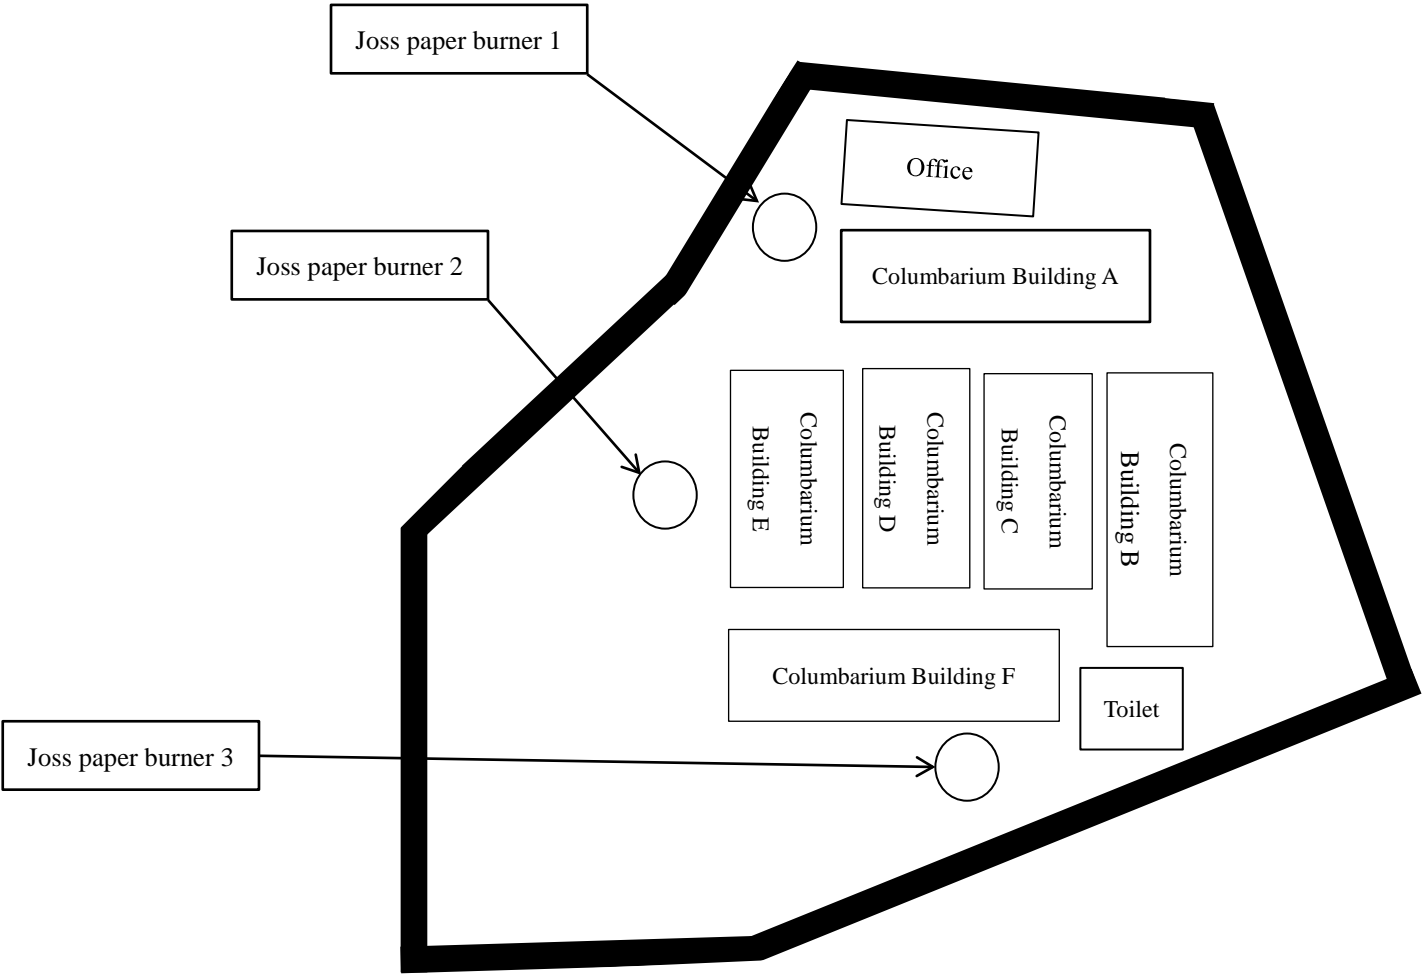 Joss paper burner 1
Office
Joss paper burner 2
Columbarium Building A
Columbarium
Building E
Columbarium
Building D
Columbarium
Building C
Columbarium
Building B
Columbarium Building F
Toilet
Joss paper burner 3